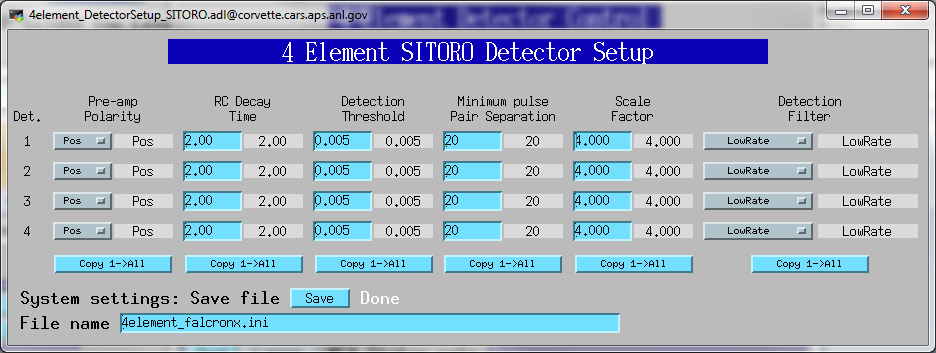 4element_DetectorSetup_SITORO.adl@corvette.cars.aps.anl.gov
4 Element SITORO Detector Setup
Pre-amp RC Decay Detection Minimum pulse Scale Detection
Det. Polarity Time Threshold Pair Separation Factor Filter
1 Pos Pos 2.00 2.00 0.005 0.005 20 20 4.000 4.000 LowRate LowRate
2 Pos Pos 2.00 2.00 0.005 0.005 20 20 4.000 4.000 LowRate LowRate
3 Pos Pos 2.00 2.00 0.005 0.005 20 20 4.000 4.000 LowRate LowRate
4 Pos Pos 2.00 2.00 0.005 0.005 20 20 4.000 4.000 LowRate LowRate
Copy 1->All Copy 1->All Copy 1->All Copy 1->All Copy 1->All Copy 1->All
System settings: Save file Save Done
File name 4element_falcronx.ini